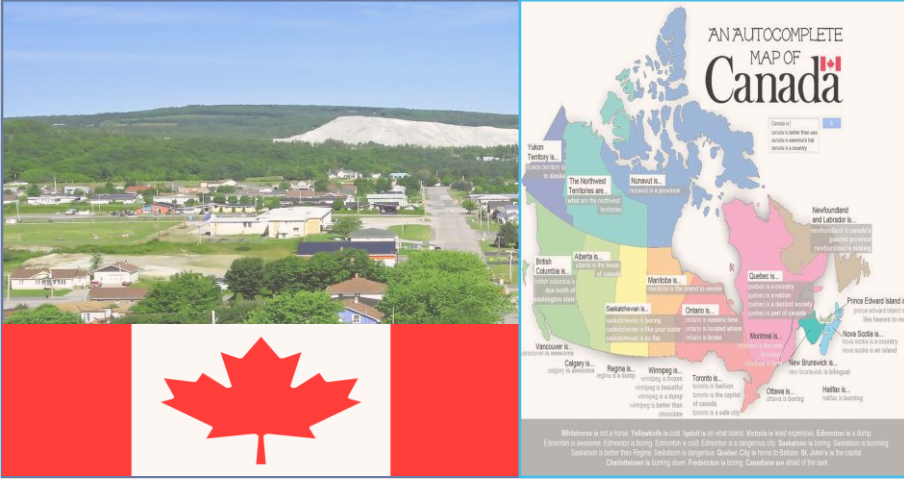 AN AUTOCOMPLETE
MAP OF
Canada
Canada is|
canada is better than usa
canada is america's hat
canada is a country
Yukon
Territory is...
yukon territory is
in alaska
The Northwest
Territories are...
what are the northwest
territories
Nunavut is...
nunavut is a province
Newfoundland
and Labrador is...
newfoundland is canada's
poorest province
newfoundland is sinking
British
Columbia is...
british columbia is
due north of
washington state
Alberta is...
alberta is the texas
of canada
Manitoba is...
manitoba is the brand to smoke
Saskatchewan is...
saskatchewan is boring
saskatchewan is like your sister
saskatchewan is so flat
Ontario is...
ontario is eastern time
ontario is located where
ontario is broke
Quebec is...
quebec is a country
quebec is a nation
quebec is a distinct society
quebec is part of canada
Montreal is...
Prince Edward Island is
prince edward island
like heaven to me
Nova Scotia is...
nova scotia is a country
nova scotia is an island
New Brunswick is...
new brunswick is bilingual
Vancouver is...
vancouver is awesome
Calgary is...
calgary is awesome
Regina is...
regina is a dump
Winnipeg is...
winnipeg is frozen
winnipeg is beautiful
winnipeg is a dump
winnipeg is better than
chocolate
Toronto is...
toronto is fashion
toronto is the capital
of canada
toronto is a safe city
Ottawa is...
ottawa is boring
Halifax is...
halifax is burning
Whitehorse is not a horse. Yellowknife is cold. Iqaluit is on what island. Victoria is least expensive. Edmonton is a dump.
Edmonton is awesome. Edmonton is boring. Edmonton is cold. Edmonton is a dangerous city. Saskatoon is boring. Saskatoon is booming.
Saskatoon is better than Regina. Saskatoon is dangerous. Quebec City is home to Balzac. St. John's is the capital.
Charlottetown is burning down. Fredericton is boring. Canadians are afraid of the dark.